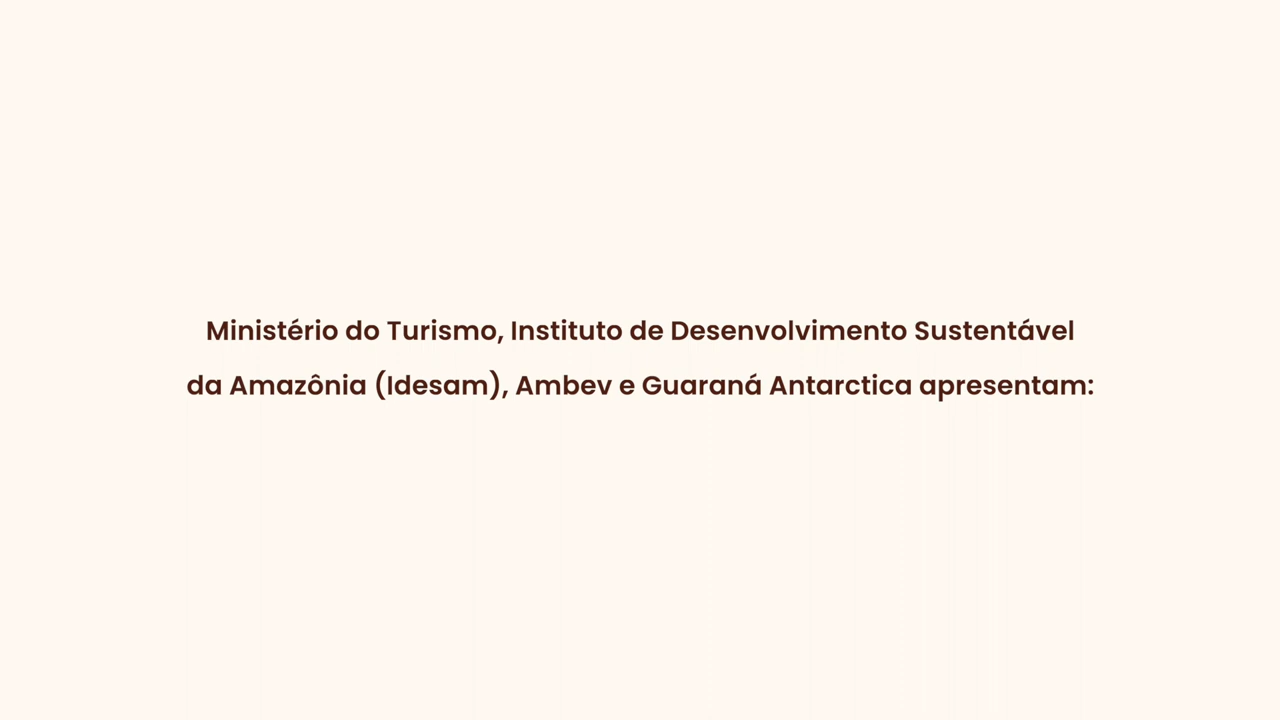 Ministério do Turismo, Instituto de Desenvolvimento Sustentável
da Amazônia (Idesam), Ambev e Guaraná Antarctica apresentam: